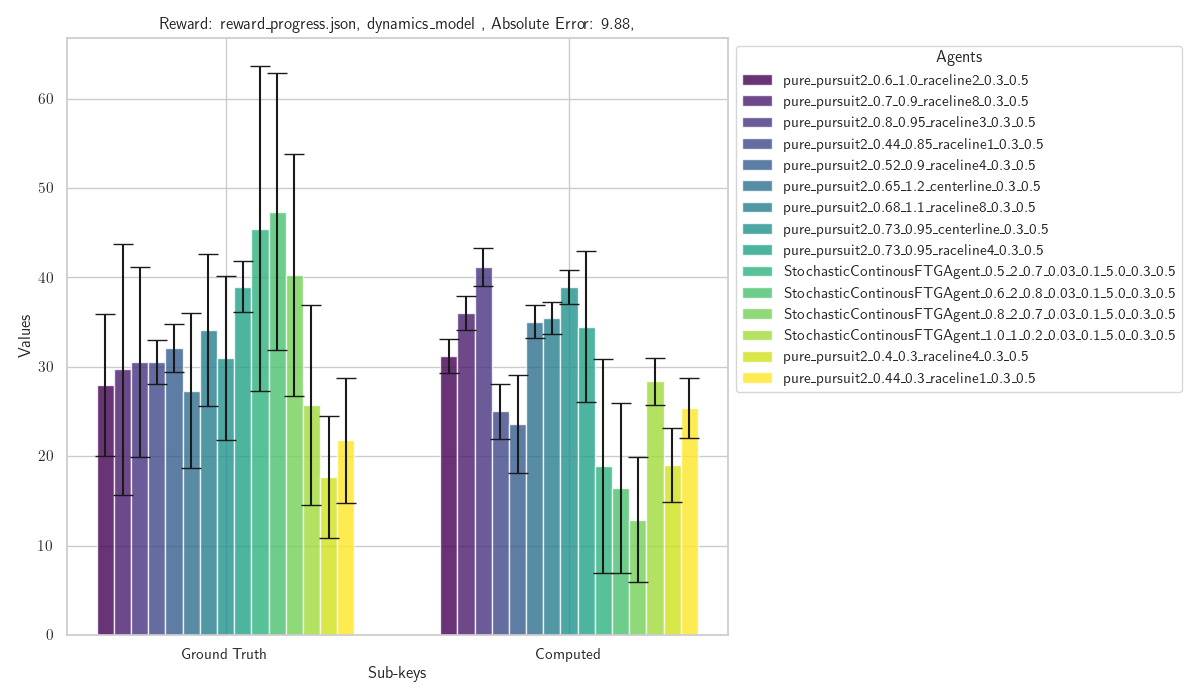 Reward: reward_progress.json, dynamics_model , Absolute Error: 9.88,
Values
60
50
40
30
20
10
0
Ground Truth
Computed
Sub-keys
Agents
pure_pursuit2_0.6_1.0_raceline2_0.3_0.5
pure_pursuit2_0.7_0.9_raceline8_0.3_0.5
pure_pursuit2_0.8_0.95_raceline3_0.3_0.5
pure_pursuit2_0.44_0.85_raceline1_0.3_0.5
pure_pursuit2_0.52_0.9_raceline4_0.3_0.5
pure_pursuit2_0.65_1.2_centerline_0.3_0.5
pure_pursuit2_0.68_1.1_raceline8_0.3_0.5
pure_pursuit2_0.73_0.95_centerline_0.3_0.5
pure_pursuit2_0.73_0.95_raceline4_0.3_0.5
StochasticContinousFTGAgent_0.5_2_0.7_0.03_0.1_5.0_0.3_0.5
StochasticContinousFTGAgent_0.6_2_0.8_0.03_0.1_5.0_0.3_0.5
StochasticContinousFTGAgent_0.8_2_0.7_0.03_0.1_5.0_0.3_0.5
StochasticContinousFTGAgent_1.0_1_0.2_0.03_0.1_5.0_0.3_0.5
pure_pursuit2_0.4_0.3_raceline4_0.3_0.5
pure_pursuit2_0.44_0.3_raceline1_0.3_0.5